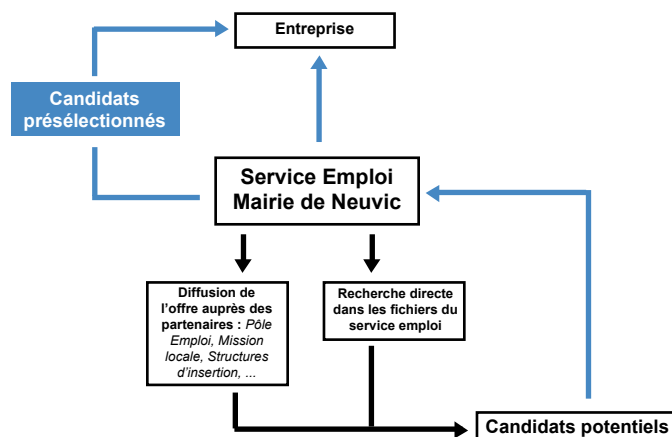 Entreprise
Candidats
présélectionnés
Service Emploi
Mairie de Neuvic
Diffusion de
l'offre auprès des
partenaires : Pôle
Emploi, Mission
locale, Structures
d'insertion, ...
Recherche directe
dans les fichiers du
service emploi
Candidats potentiels